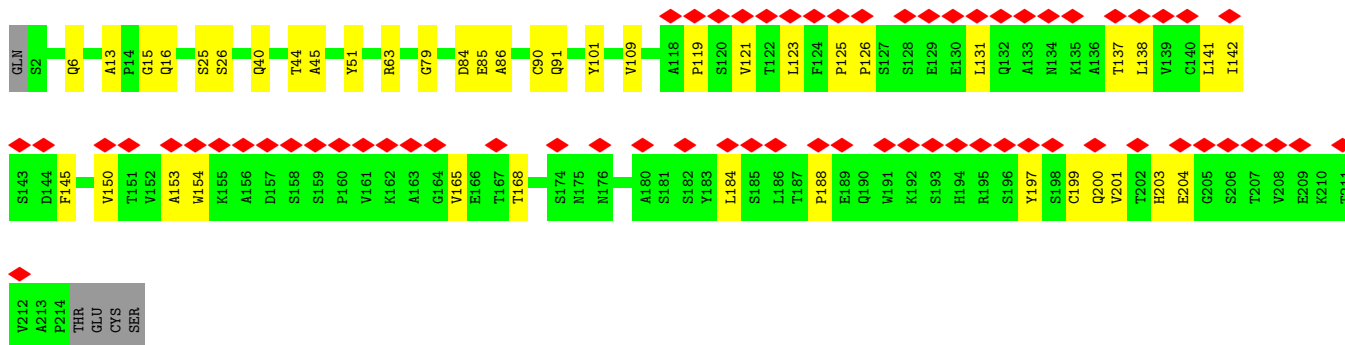 GLN S2 Q6 A13 P14 G15 Q16 S25 S26 Q40 T44 A45 Y51 R63 G79 D84 E85 A86 C90 Q91 Y101 V109 A118 P119 S120 V121 T122 L123 F124 P125 P126 S127 S128 E129 E130 L131 Q132 A133 N134 K135 A136 T137 L138 V139 C140 L141 I142
S143 D144 F145 V150 T151 V152 A153 W154 K155 A156 D157 S158 S159 P160 V161 K162 A163 G164 V165 E166 T167 T168 S174 N175 N176 A180 S181 S182 Y183 L184 S185 L186 T187 P188 E189 Q190 W191 K192 S193 H194 R195 S196 Y197 S198 C199 Q200 V201 T202 H203 E204 G205 S206 T207 V208 E209 K210 T211
V212 A213 P214 THR GLU CYS SER